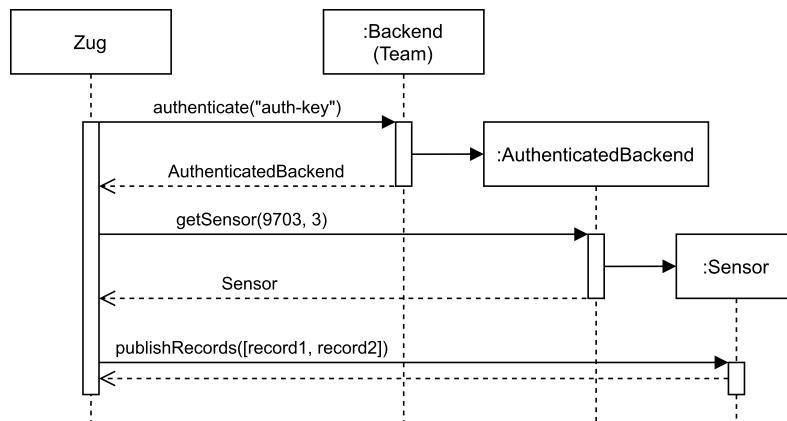 Zug
:Backend
(Team)
authenticate("auth-key")
:AuthenticatedBackend
AuthenticatedBackend
getSensor(9703, 3)
:Sensor
Sensor
publishRecords([record1, record2])